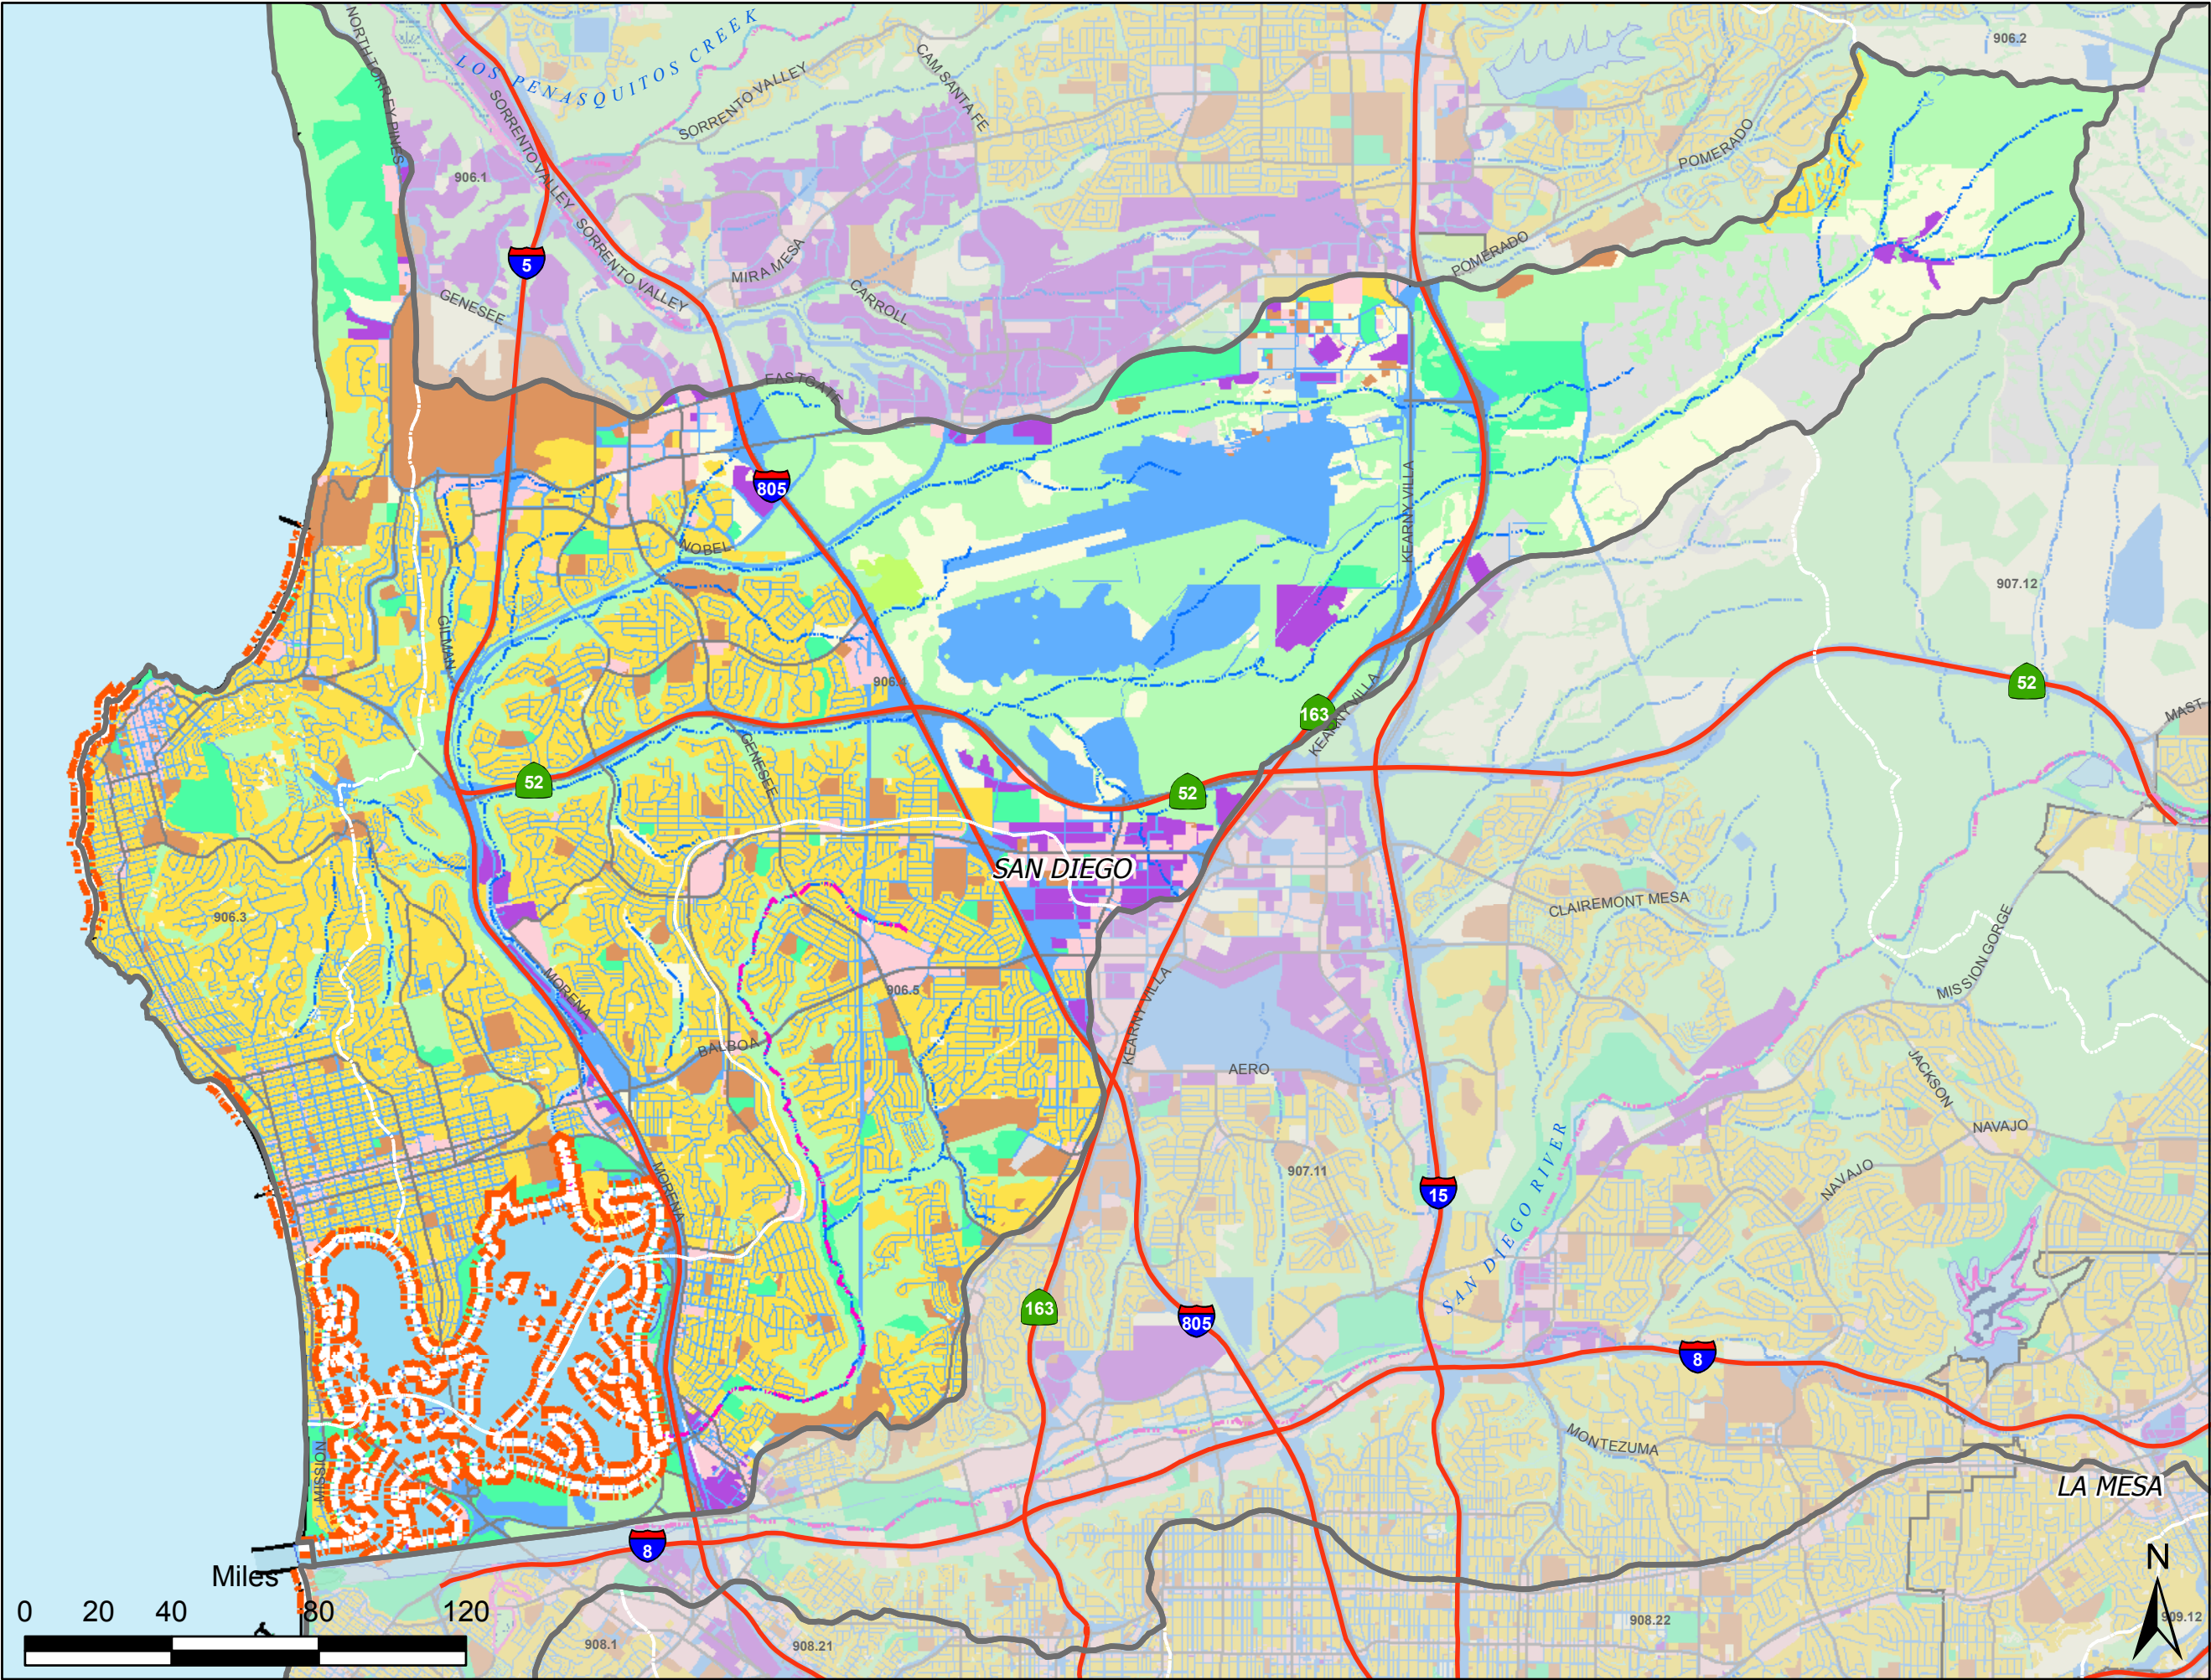 NORTH TORREY PINES
LOS PENASQUITOS CREEK
CAM SANTA FE
906.2
SORRENTO VALLEY
SORRENTO VALLEY
POMERADO
906.1
SORRENTO VALLEY
MIRA MESA
POMERADO
5
GENESEE
CARROLL
EASTGATE
805
KEARNY VILLA
NOBEL
907.12
GILMAN
906.4
52
163
KEARNY VILLA
MAST
GENESEE
52
52
SAN DIEGO
CLAIREMONT MESA
906.3
MISSION GORGE
MORENA
906.5
KEARNY VILLA
BALBOA
AERO
JACKSON
NAVAJO
MORENA
907.11
NAVAJO
15
SAN DIEGO RIVER
163
805
8
MISSION
MONTEZUMA
LA MESA
8
N
Miles
0 20 40 80 120
908.1
908.21
908.22
909.12